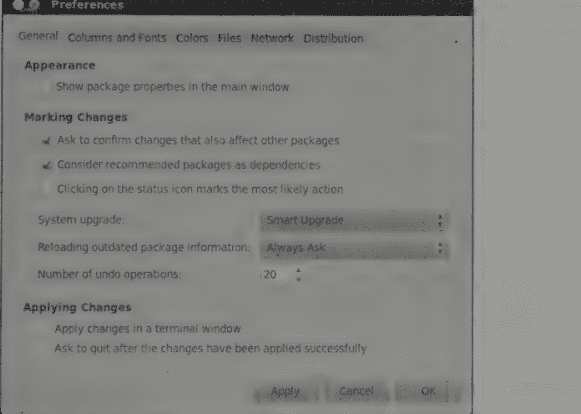 Preferences
General Columns and Fonts Colors Files Network Distribution
Appearance
Show package properties in the main window
Marking Changes
Ask to confirm changes that also affect other packages
Consider recommended packages as dependencies
Clicking on the status icon marks the most likely action
System upgrade: Smart Upgrade
Reloading outdated package information: Always Ask
Number of undo operations: 20
Applying Changes
Apply changes in a terminal window
Ask to quit after the changes have been applied successfully
Apply Cancel OK